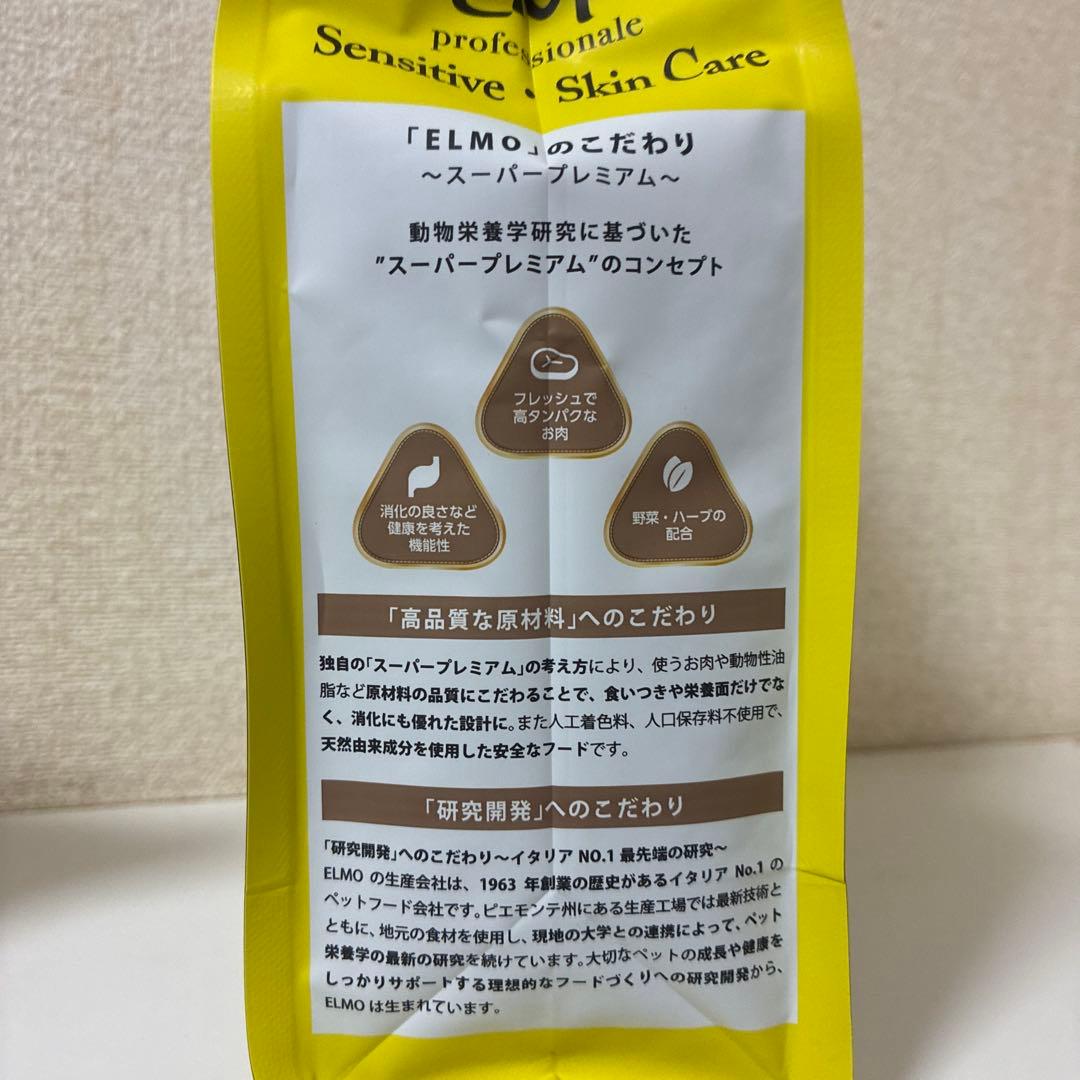 professionale
Sensitive・Skin Care
「ELMO」のこだわり
～スーパープレミアム～
動物栄養学研究に基づいた
”スーパープレミアム”のコンセプト
フレッシュで
高タンパクな
お肉
消化の良さなど
健康を考えた
機能性
野菜・ハーブの
配合
「高品質な原材料」へのこだわり
独自の「スーパープレミアム」の考え方により、使うお肉や動物性油
脂など原材料の品質にこだわることで、食いつきや栄養面だけでな
く、消化にも優れた設計に。また人工着色料、人口保存料不使用で、
天然由来成分を使用した安全なフードです。
「研究開発」へのこだわり
「研究開発」へのこだわり～イタリア NO.1 最先端の研究～
ELMO の生産会社は、1963 年創業の歴史があるイタリア No.1 の
ペットフード会社です。ピエモンテ州にある生産工場では最新技術と
ともに、地元の食材を使用し、現地の大学との連携によって、ペット
栄養学の最新の研究を続けています。大切なペットの成長や健康を
しっかりサポートする理想的なフードづくりへの研究開発から、
ELMO は生まれています。